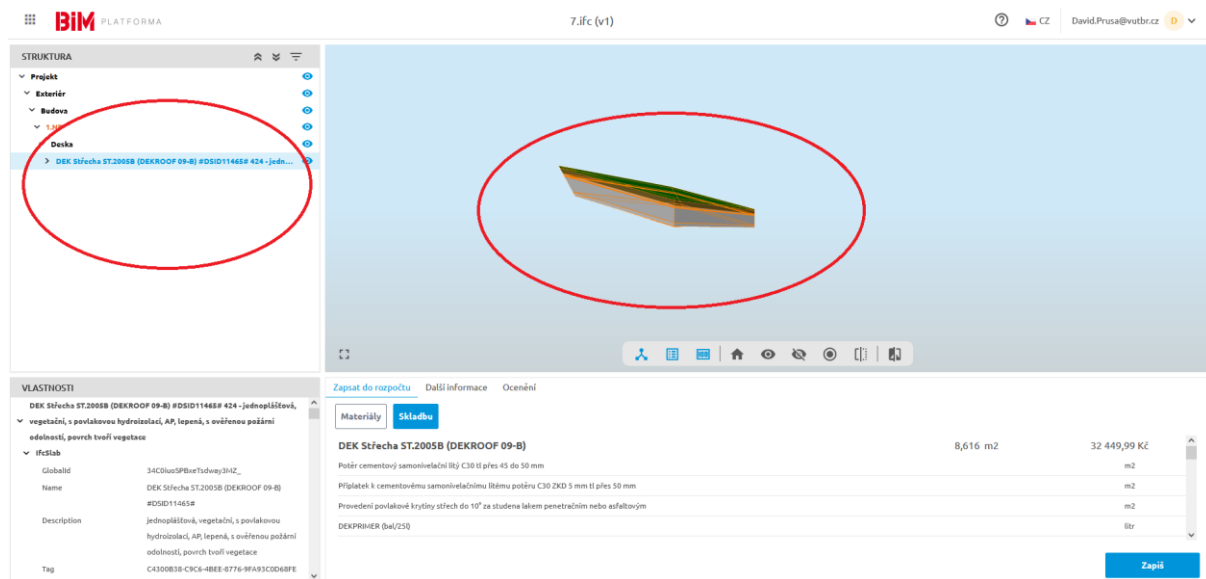 BiM PLATFORMA
7.ifc (v1)
CZ
David.Prusa@vutbr.cz D
STRUKTURA
Projekt
Exteriér
Budova
Deska
DEK Střecha ST.2005B (DEKROOF 09-B) #DSID11465# 424 - jedn...
VLASTNOSTI
DEK Střecha ST.2005B (DEKROOF 09-B) #DSID11465# 424 - jednoplášťová,
vegetační, s povlakovou hydroizolací, AP, lepená, s ověřenou požární
odolností, povrch tvoří vegetace
IfcSlab
GlobalId
Name DEK Střecha ST.2005B (DEKROOF 09-B)
#DSID11465#
Description jednoplášťová, vegetační, s povlakovou
hydroizolací, AP, lepená, s ověřenou požární
odolností, povrch tvoří vegetace
Tag C4300B38-C9C6-4BEE-8776-9FA93C0D68FE
Zapsat do rozpočtu Další informace Ocenění
Materiály Skladbu
DEK Střecha ST.2005B (DEKROOF 09-B) 8,616 m2 32 449,99 Kč
Potěr cementový samonivelační litý C30 tl přes 45 do 50 mm m2
Příplatek k cementovému samonivelačnímu litému potěru C30 ZKD 5 mm tl přes 50 mm m2
Provedení povlakové krytiny střech do 10° za studena lakem penetračním nebo asfaltovým m2
DEKPRIMER (bal/25l) litr
Zapiš